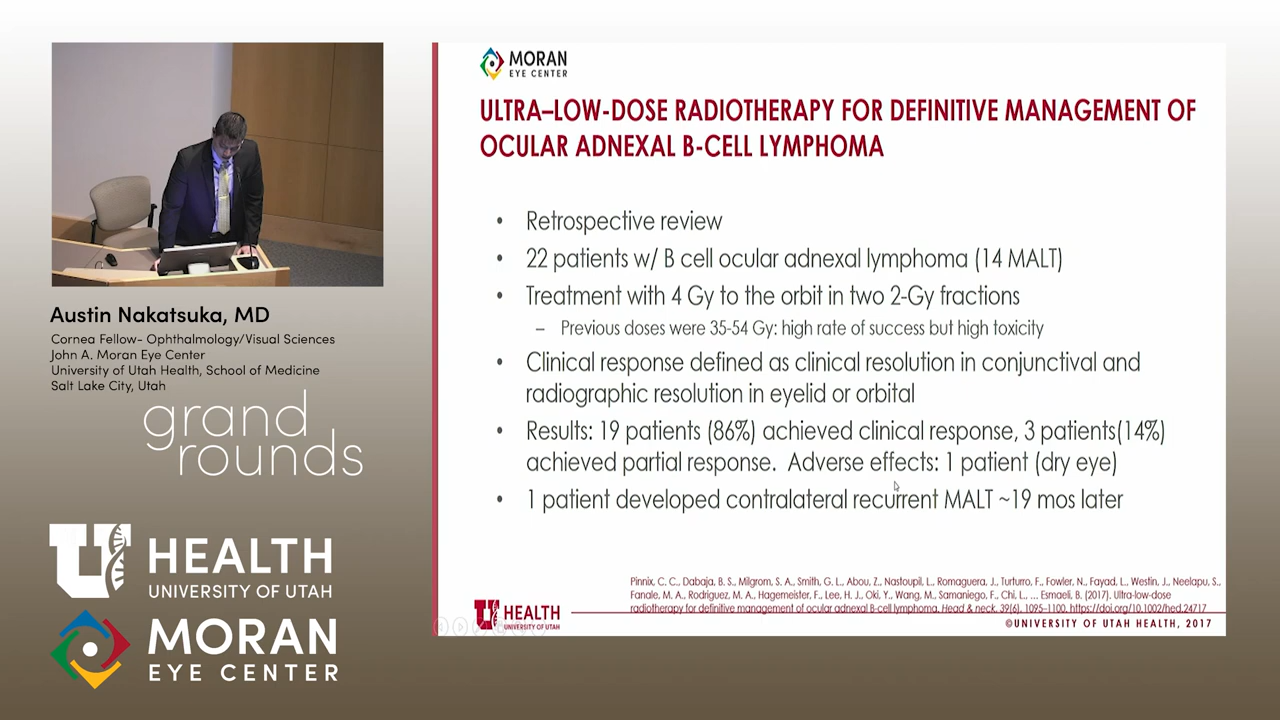 Austin Nakatsuka, MD
Cornea Fellow- Ophthalmology/Visual Sciences
John A. Moran Eye Center
University of Utah Health, School of Medicine
Salt Lake City, Utah
grand
rounds
U HEALTH
UNIVERSITY OF UTAH
MORAN
EYE CENTER
MORAN
EYE CENTER
ULTRA–LOW-DOSE RADIOTHERAPY FOR DEFINITIVE MANAGEMENT OF
OCULAR ADNEXAL B-CELL LYMPHOMA
• Retrospective review
• 22 patients w/ B cell ocular adnexal lymphoma (14 MALT)
• Treatment with 4 Gy to the orbit in two 2-Gy fractions
– Previous doses were 35-54 Gy: high rate of success but high toxicity
• Clinical response defined as clinical resolution in conjunctival and
radiographic resolution in eyelid or orbital
• Results: 19 patients (86%) achieved clinical response, 3 patients(14%)
achieved partial response. Adverse effects: 1 patient (dry eye)
• 1 patient developed contralateral recurrent MALT ~19 mos later
Pinnix, C. C., Dabaja, B. S., Milgrom, S. A., Smith, G. L., Abou, Z., Nastoupil, L., Romaguera, J., Turturro, F., Fowler, N., Fayad, L., Westin, J., Neelapu, S.,
Fanale, M. A., Rodriguez, M. A., Hagemeister, F., Lee, H. J., Oki, Y., Wang, M., Samaniego, F., Chi, L., … Esmaeli, B. (2017). Ultra-low-dose
radiotherapy for definitive management of ocular adnexal B-cell lymphoma. Head & neck, 39(6), 1095–1100. https://doi.org/10.1002/hed.24717
U HEALTH
UNIVERSITY OF UTAH
©UNIVERSITY OF UTAH HEALTH, 2017